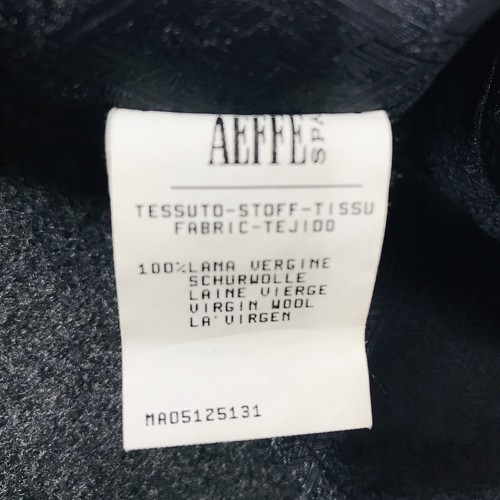 AEFFE SPA
TESSUTO-STOFF-TISSU
FABRIC-TEJIDO
100%LANA VERGINE
SCHURWOLLE
LAINE VIERGE
VIRGIN WOOL
LA'VIRGEN
MA05125131